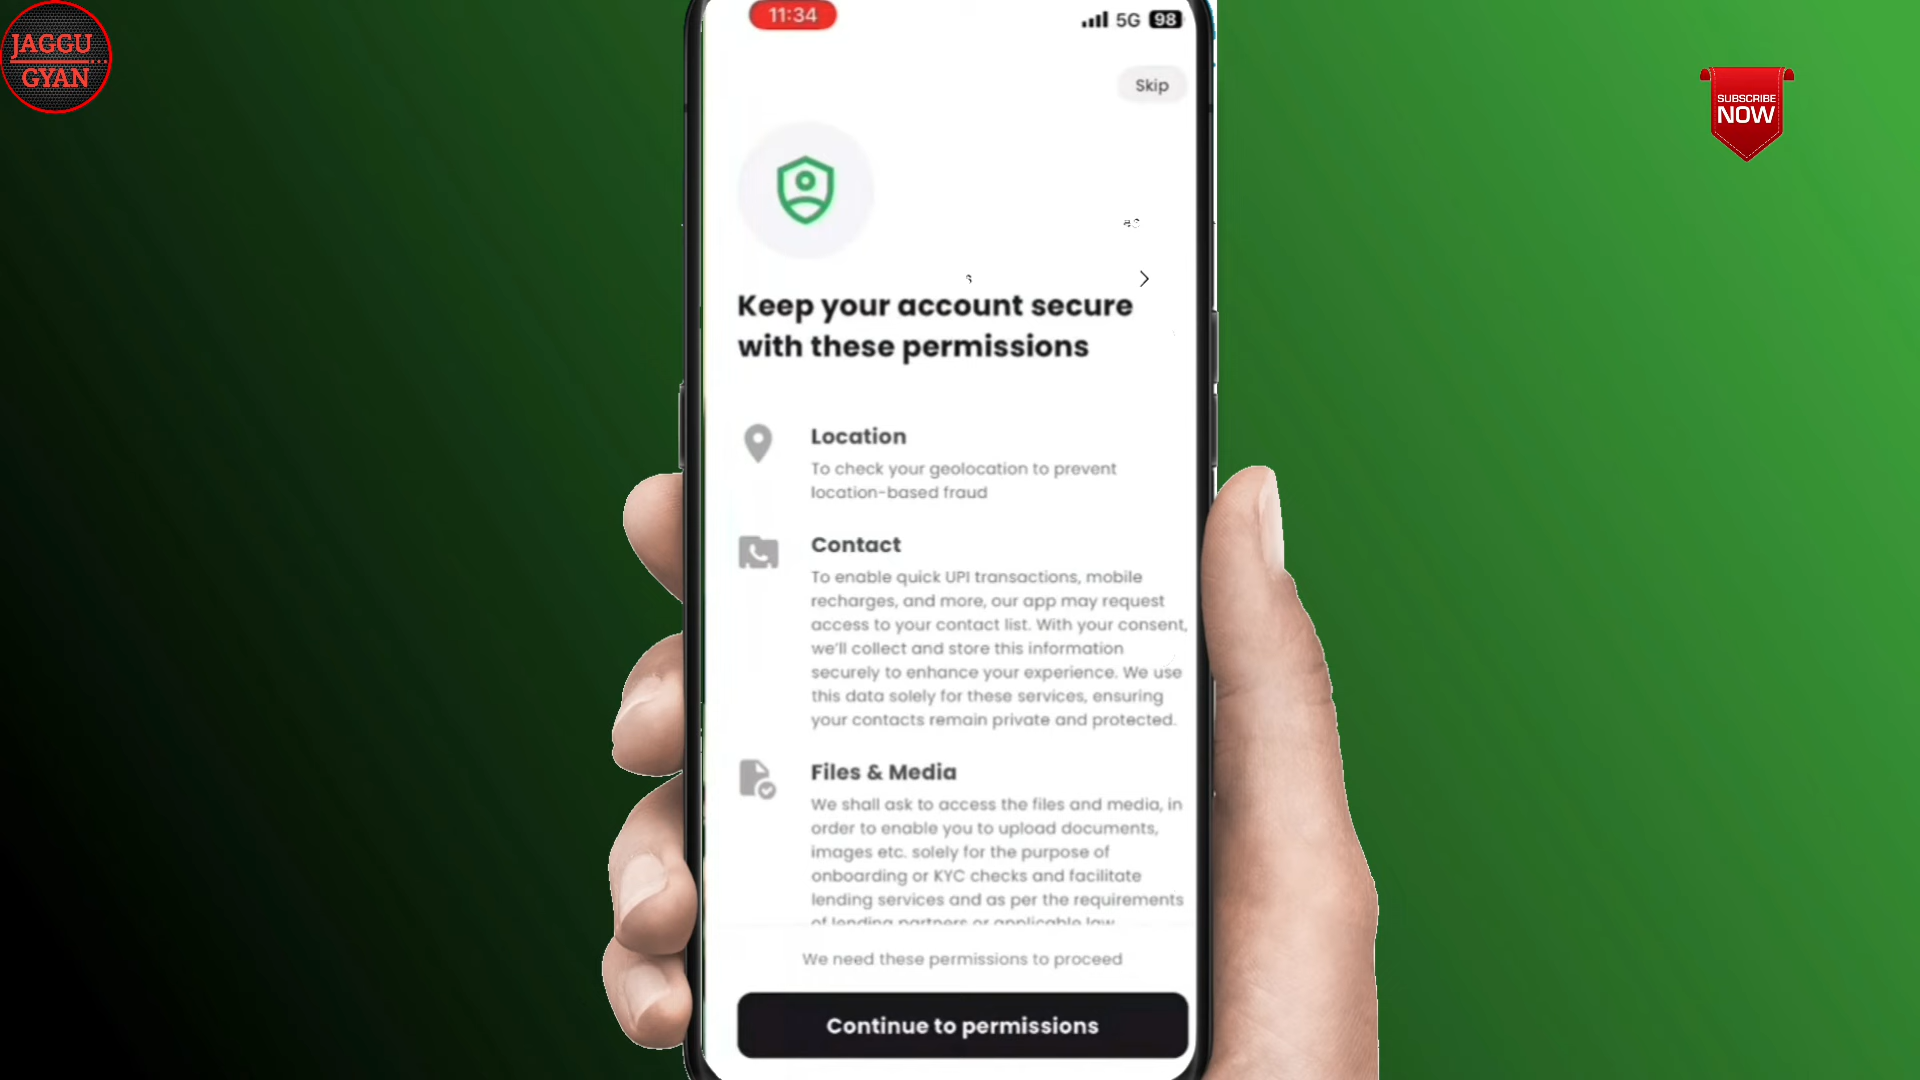 JAGGU
GYAN
11:34
5G 98
Skip
SUBSCRIBE
NOW
Keep your account secure
with these permissions
Location
To check your geolocation to prevent
location-based fraud
Contact
To enable quick UPI transactions, mobile
recharges, and more, our app may request
access to your contact list. With your consent,
we'll collect and store this information
securely to enhance your experience. We use
this data solely for these services, ensuring
your contacts remain private and protected.
Files & Media
We shall ask to access the files and media, in
order to enable you to upload documents,
images etc. solely for the purpose of
onboarding or KYC checks and facilitate
lending services and as per the requirements
of lending partners or applicable law
We need these permissions to proceed
Continue to permissions